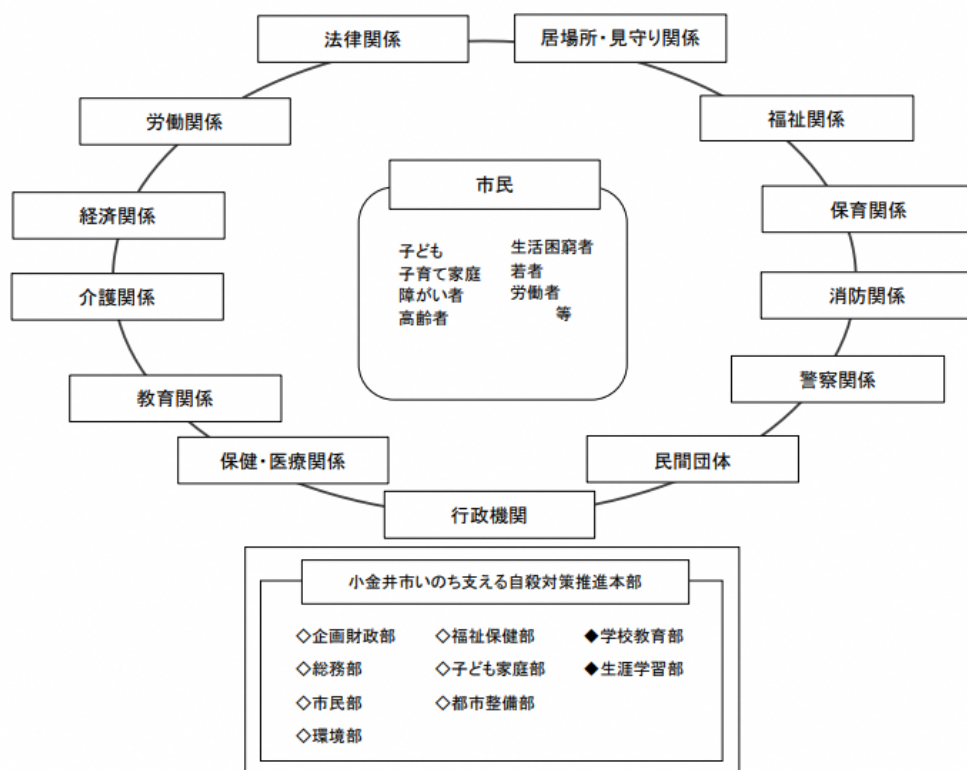 法律関係
居場所・見守り関係
労働関係
福祉関係
市民
経済関係
保育関係
子ども
子育て家庭
障がい者
高齢者
生活困窮者
若者
労働者
等
介護関係
消防関係
教育関係
警察関係
保健・医療関係
民間団体
行政機関
小金井市いのち支える自殺対策推進本部
◇企画財政部
◇総務部
◇市民部
◇環境部
◇福祉保健部
◇子ども家庭部
◇都市整備部
◆学校教育部
◆生涯学習部